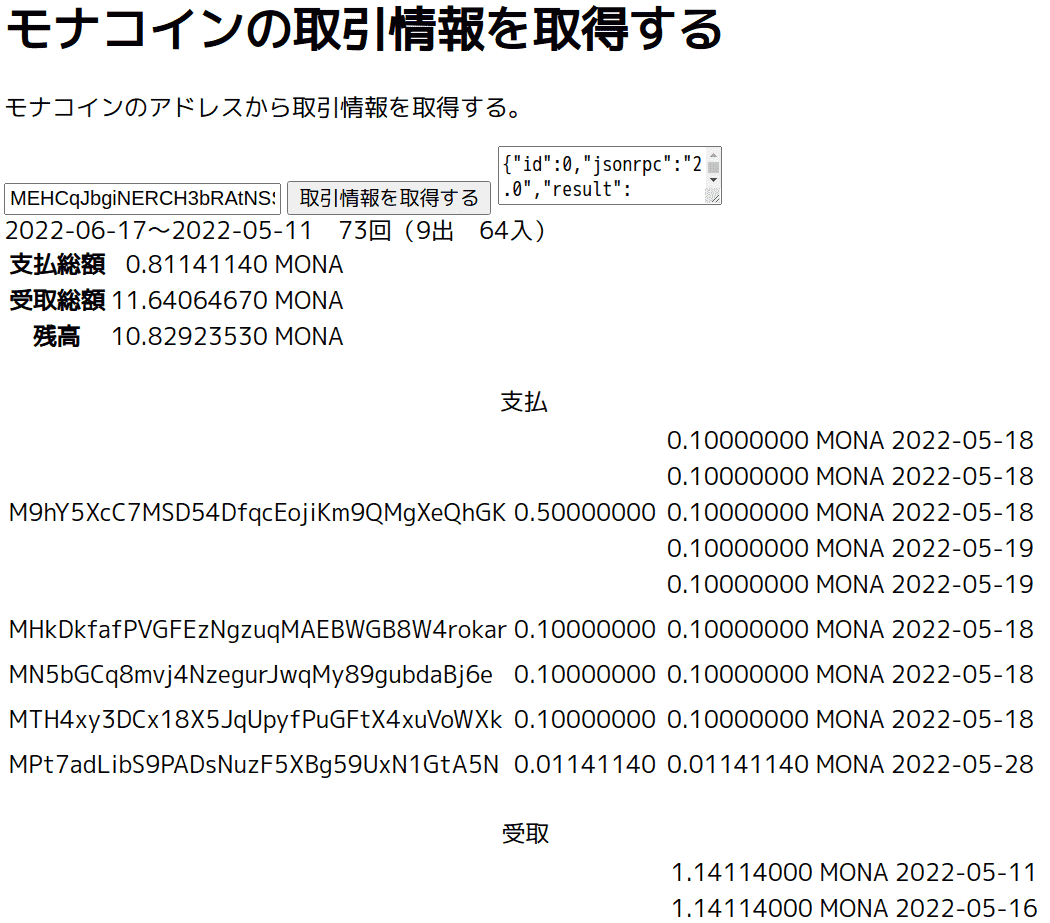 モナコインの取引情報を取得する
モナコインのアドレスから取引情報を取得する。
MEHCqJbgiNERCH3bRAtNS 取引情報を取得する {"id":0,"jsonrpc":"2
.0","result":
2022-06-17～2022-05-11　73回（9出　64入）
支払総額 0.81141140 MONA
受取総額 11.64064670 MONA
残高 10.82923530 MONA
支払
0.10000000 MONA 2022-05-18
0.10000000 MONA 2022-05-18
M9hY5XcC7MSD54DfqcEojiKm9QMgXeQhGK 0.50000000 0.10000000 MONA 2022-05-18
0.10000000 MONA 2022-05-19
0.10000000 MONA 2022-05-19
MHkDkfafPVGFEzNgzuqMAEBWGB8W4rokar 0.10000000 0.10000000 MONA 2022-05-18
MN5bGCq8mvj4NzegurJwqMy89gubdaBj6e 0.10000000 0.10000000 MONA 2022-05-18
MTH4xy3DCx18X5JqUpyfPuGFtX4xuVoWXk 0.10000000 0.10000000 MONA 2022-05-18
MPt7adLibS9PADsNuzF5XBg59UxN1GtA5N 0.01141140 0.01141140 MONA 2022-05-28
受取
1.14114000 MONA 2022-05-11
1.14114000 MONA 2022-05-16